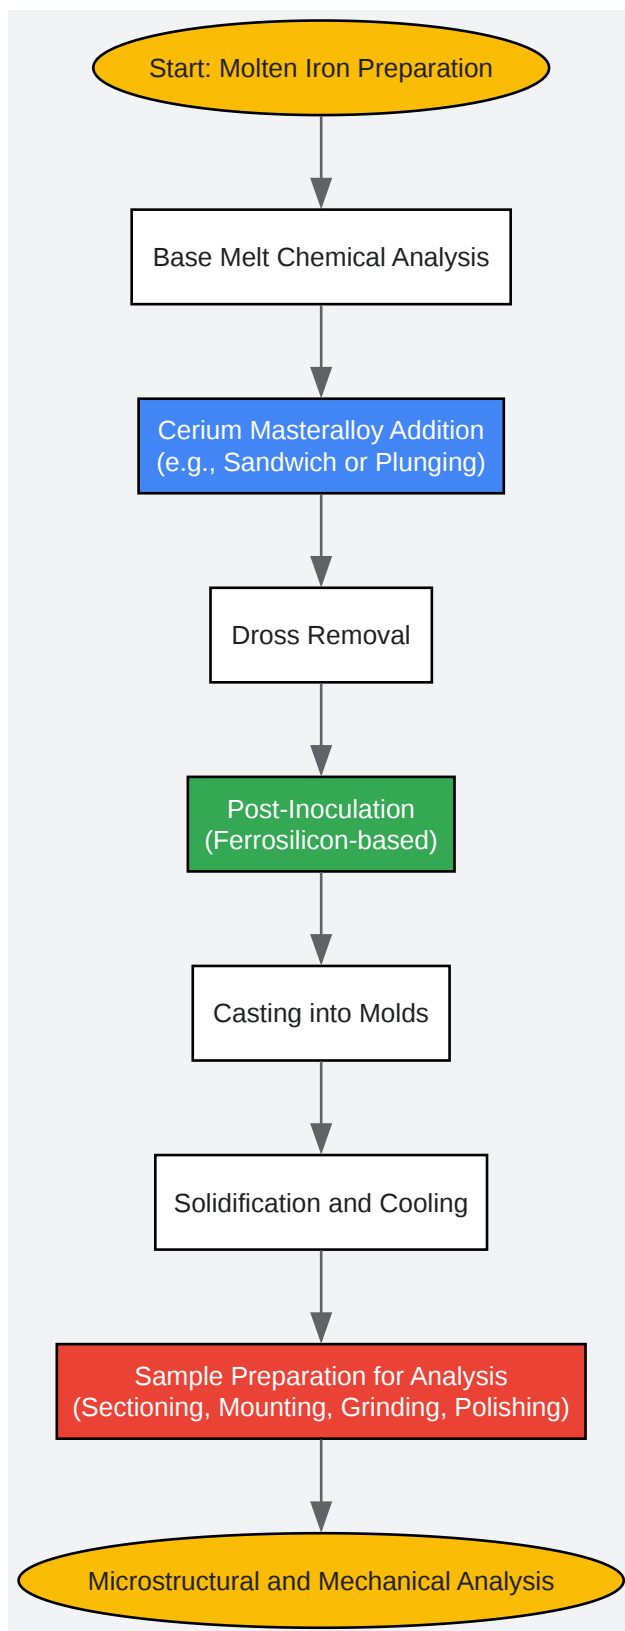 Start: Molten Iron Preparation
Base Melt Chemical Analysis
Cerium Masteralloy Addition
(e.g., Sandwich or Plunging)
Dross Removal
Post-Inoculation
(Ferrosilicon-based)
Casting into Molds
Solidification and Cooling
Sample Preparation for Analysis
(Sectioning, Mounting, Grinding, Polishing)
Microstructural and Mechanical Analysis